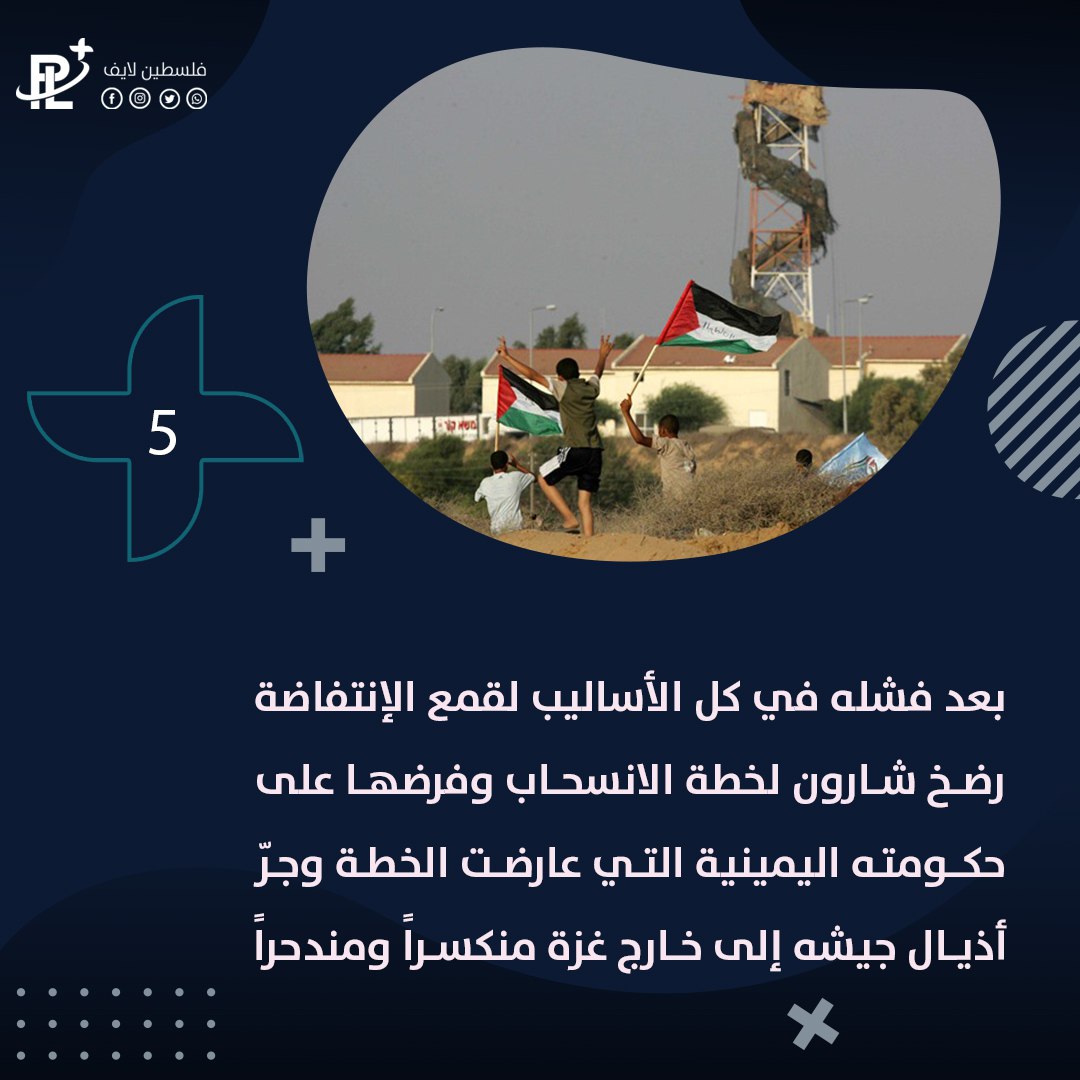 فلسطين لايف
PL
5
بعد فشله في كل الأساليب لقمع الإنتفاضة
رضخ شارون لخطة الانسحاب وفرضها على
حكومته اليمينية التي عارضت الخطة وجرّ
أذيال جيشه إلى خارج غزة منكسراً ومندحراً